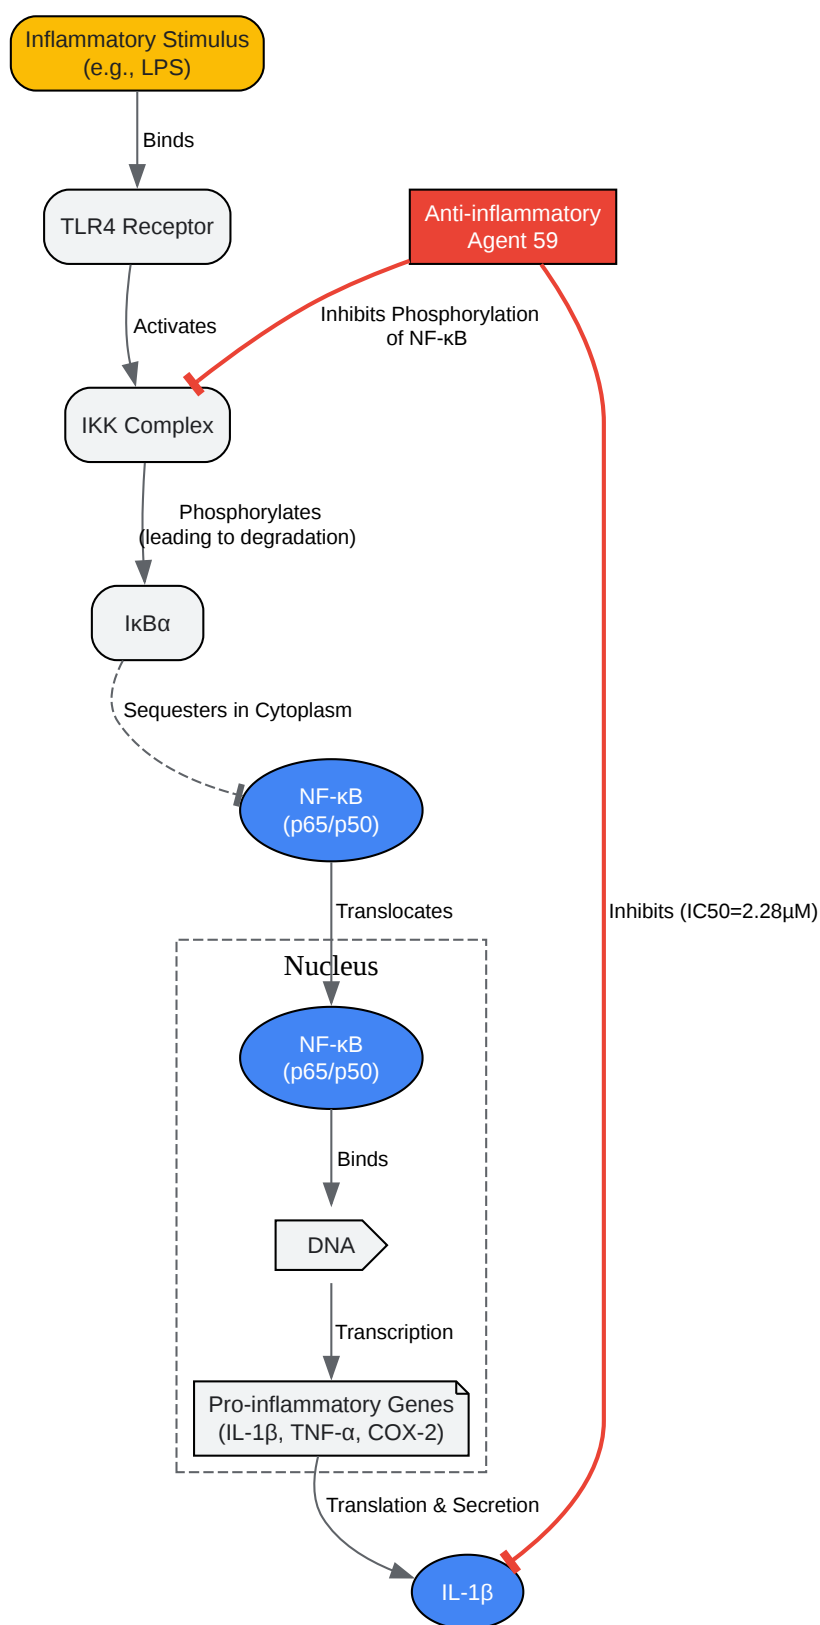 Inflammatory Stimulus
(e.g., LPS)
Binds
TLR4 Receptor
Anti-inflammatory
Agent 59
Inhibits Phosphorylation
of NF-κB
Activates
IKK Complex
Phosphorylates
(leading to degradation)
IκBα
Sequesters in Cytoplasm
NF-κB
(p65/p50)
Translocates
Inhibits (IC50=2.28μM)
Nucleus
NF-κB
(p65/p50)
Binds
DNA
Transcription
Pro-inflammatory Genes
(IL-1β, TNF-α, COX-2)
Translation & Secretion
IL-1β